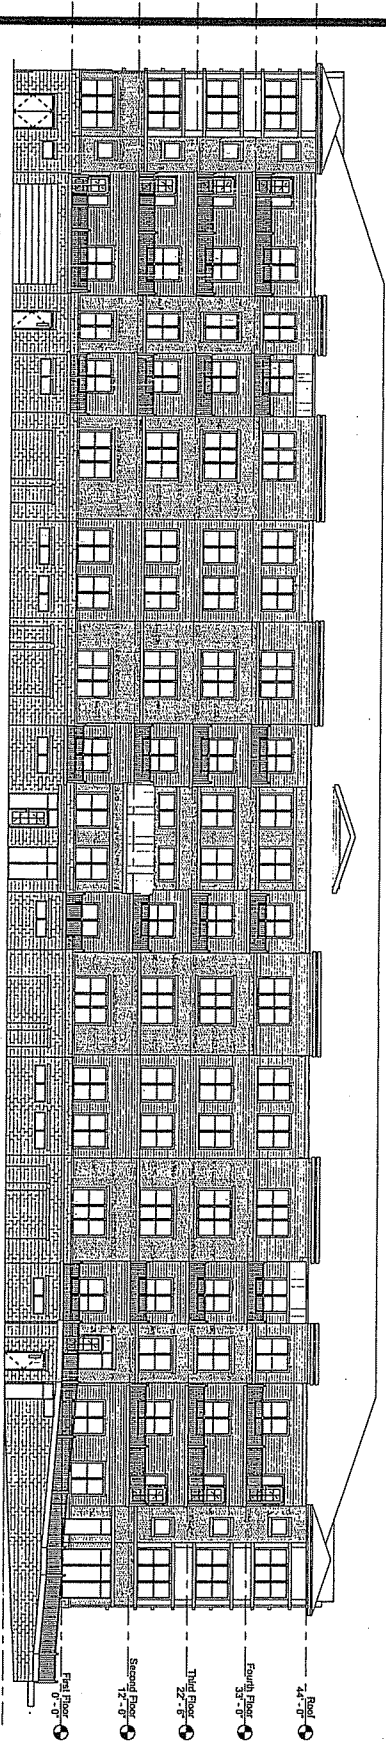 Roof
44'-0"
Fourth Floor
33'-0"
Third Floor
22'-6"
Second Floor
12'-0"
First Floor
0'-0"